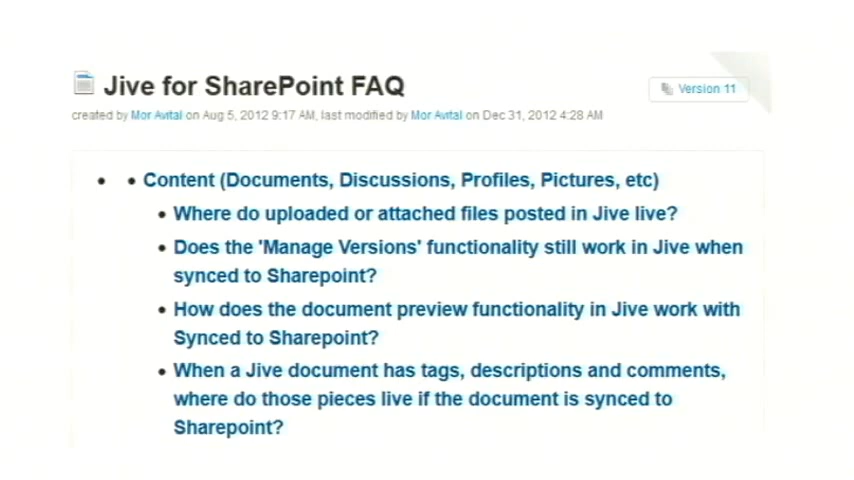 Jive for SharePoint FAQ
Version 11
created by Mor Avital on Aug 5, 2012 9:17 AM, last modified by Mor Avital on Dec 31, 2012 4:28 AM
Content (Documents, Discussions, Profiles, Pictures, etc)
Where do uploaded or attached files posted in Jive live?
Does the 'Manage Versions' functionality still work in Jive when
synced to Sharepoint?
How does the document preview functionality in Jive work with
Synced to Sharepoint?
When a Jive document has tags, descriptions and comments,
where do those pieces live if the document is synced to
Sharepoint?